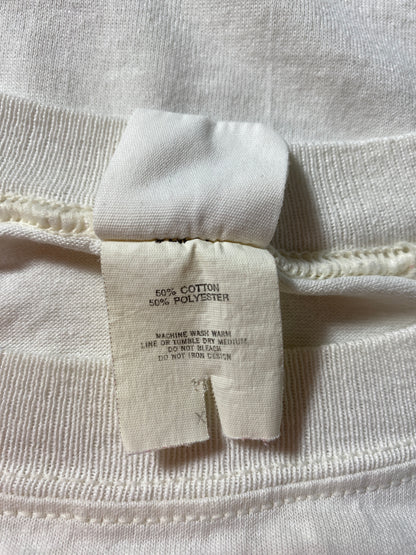 50% COTTON
50% POLYESTER
MACHINE WASH WARM
LINE OR TUMBLE DRY MEDIUM
DO NOT BLEACH
DO NOT IRON DESIGN